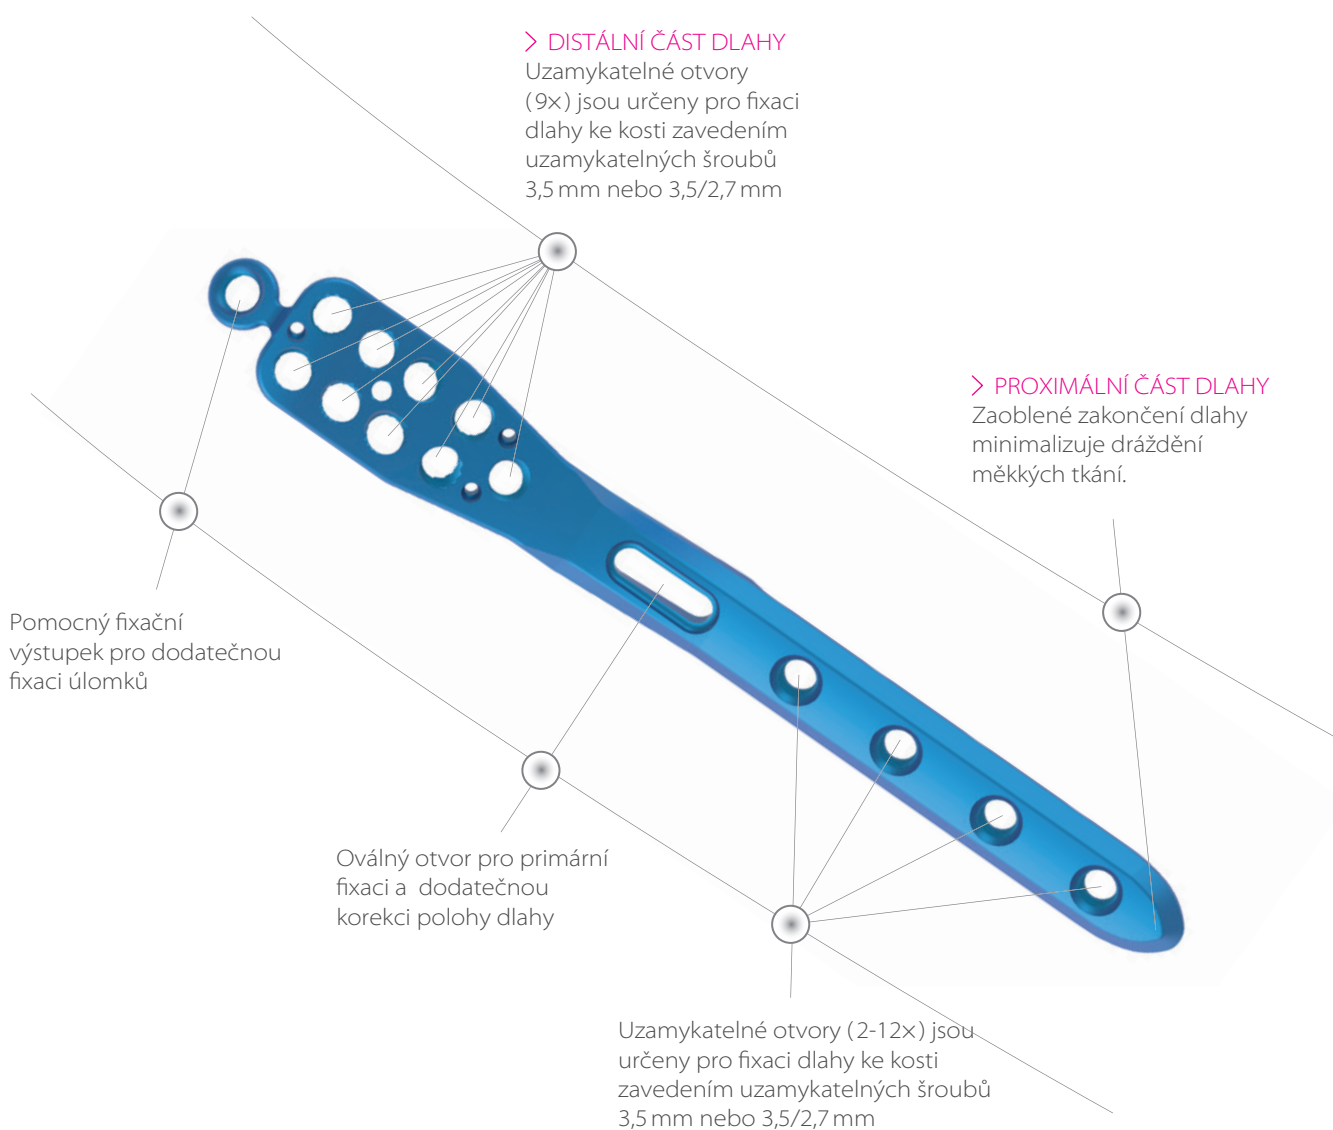 > DISTÁLNÍ ČÁST DLAHY
Uzamykatelné otvory
(9×) jsou určeny pro fixaci
dlahy ke kosti zavedením
uzamykatelných šroubů
3,5 mm nebo 3,5/2,7 mm
> PROXIMÁLNÍ ČÁST DLAHY
Zaoblené zakončení dlahy
minimalizuje dráždění
měkkých tkání.
Pomocný fixační
výstupek pro dodatečnou
fixaci úlomků
Oválný otvor pro primární
fixaci a dodatečnou
korekci polohy dlahy
Uzamykatelné otvory (2-12×) jsou
určeny pro fixaci dlahy ke kosti
zavedením uzamykatelných šroubů
3,5 mm nebo 3,5/2,7 mm